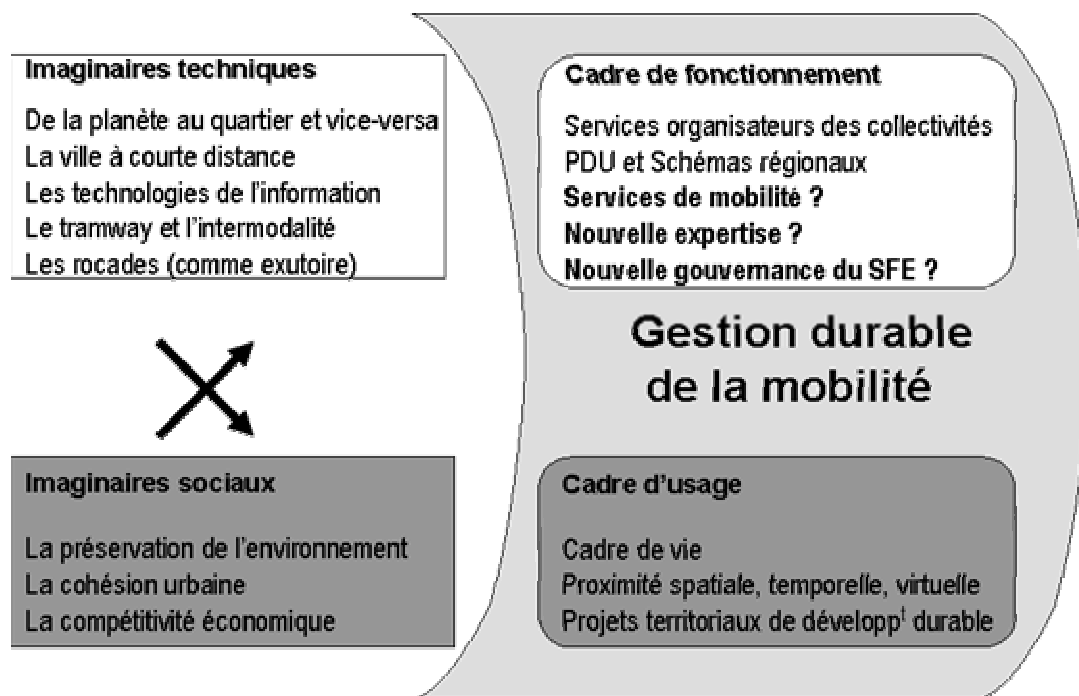 Imaginaires techniques
De la planète au quartier et vice-versa
La ville à courte distance
Les technologies de l'information
Le tramway et l'intermodalité
Les rocades (comme exutoire)
Cadre de fonctionnement
Services organisateurs des collectivités
PDU et Schémas régionaux
Services de mobilité ?
Nouvelle expertise ?
Nouvelle gouvernance du SFE ?
Gestion durable
de la mobilité
Imaginaires sociaux
La préservation de l'environnement
La cohésion urbaine
La compétitivité économique
Cadre d'usage
Cadre de vie
Proximité spatiale, temporelle, virtuelle
Projets territoriaux de développᵗ durable